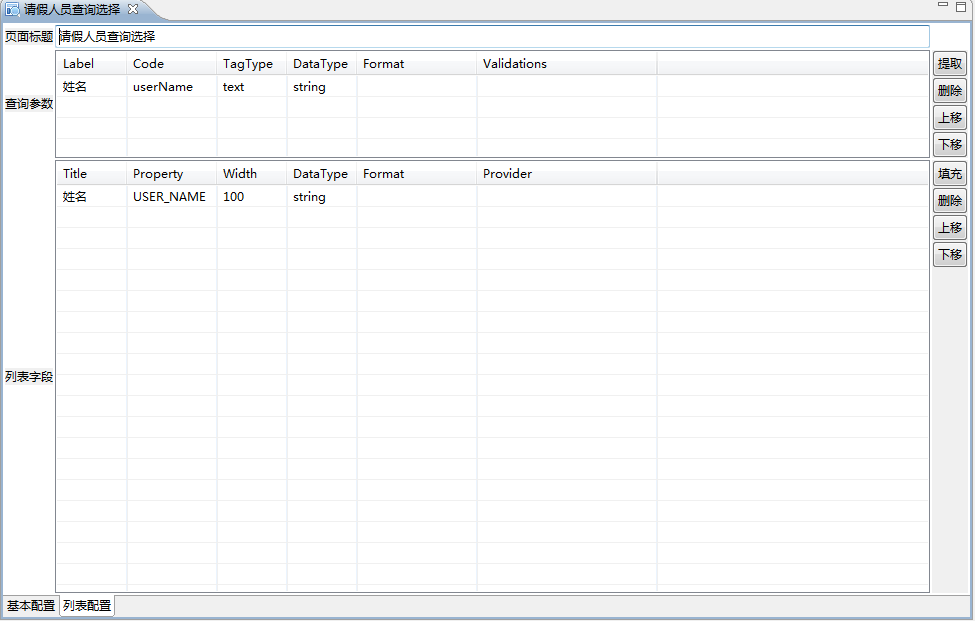 请假人员查询选择
页面标题 请假人员查询选择
Label Code TagType DataType Format Validations 提取
姓名 userName text string
删除
查询参数
上移
下移
Title Property Width DataType Format Provider 填充
姓名 USER_NAME 100 string 删除
上移
下移
列表字段
基本配置 列表配置